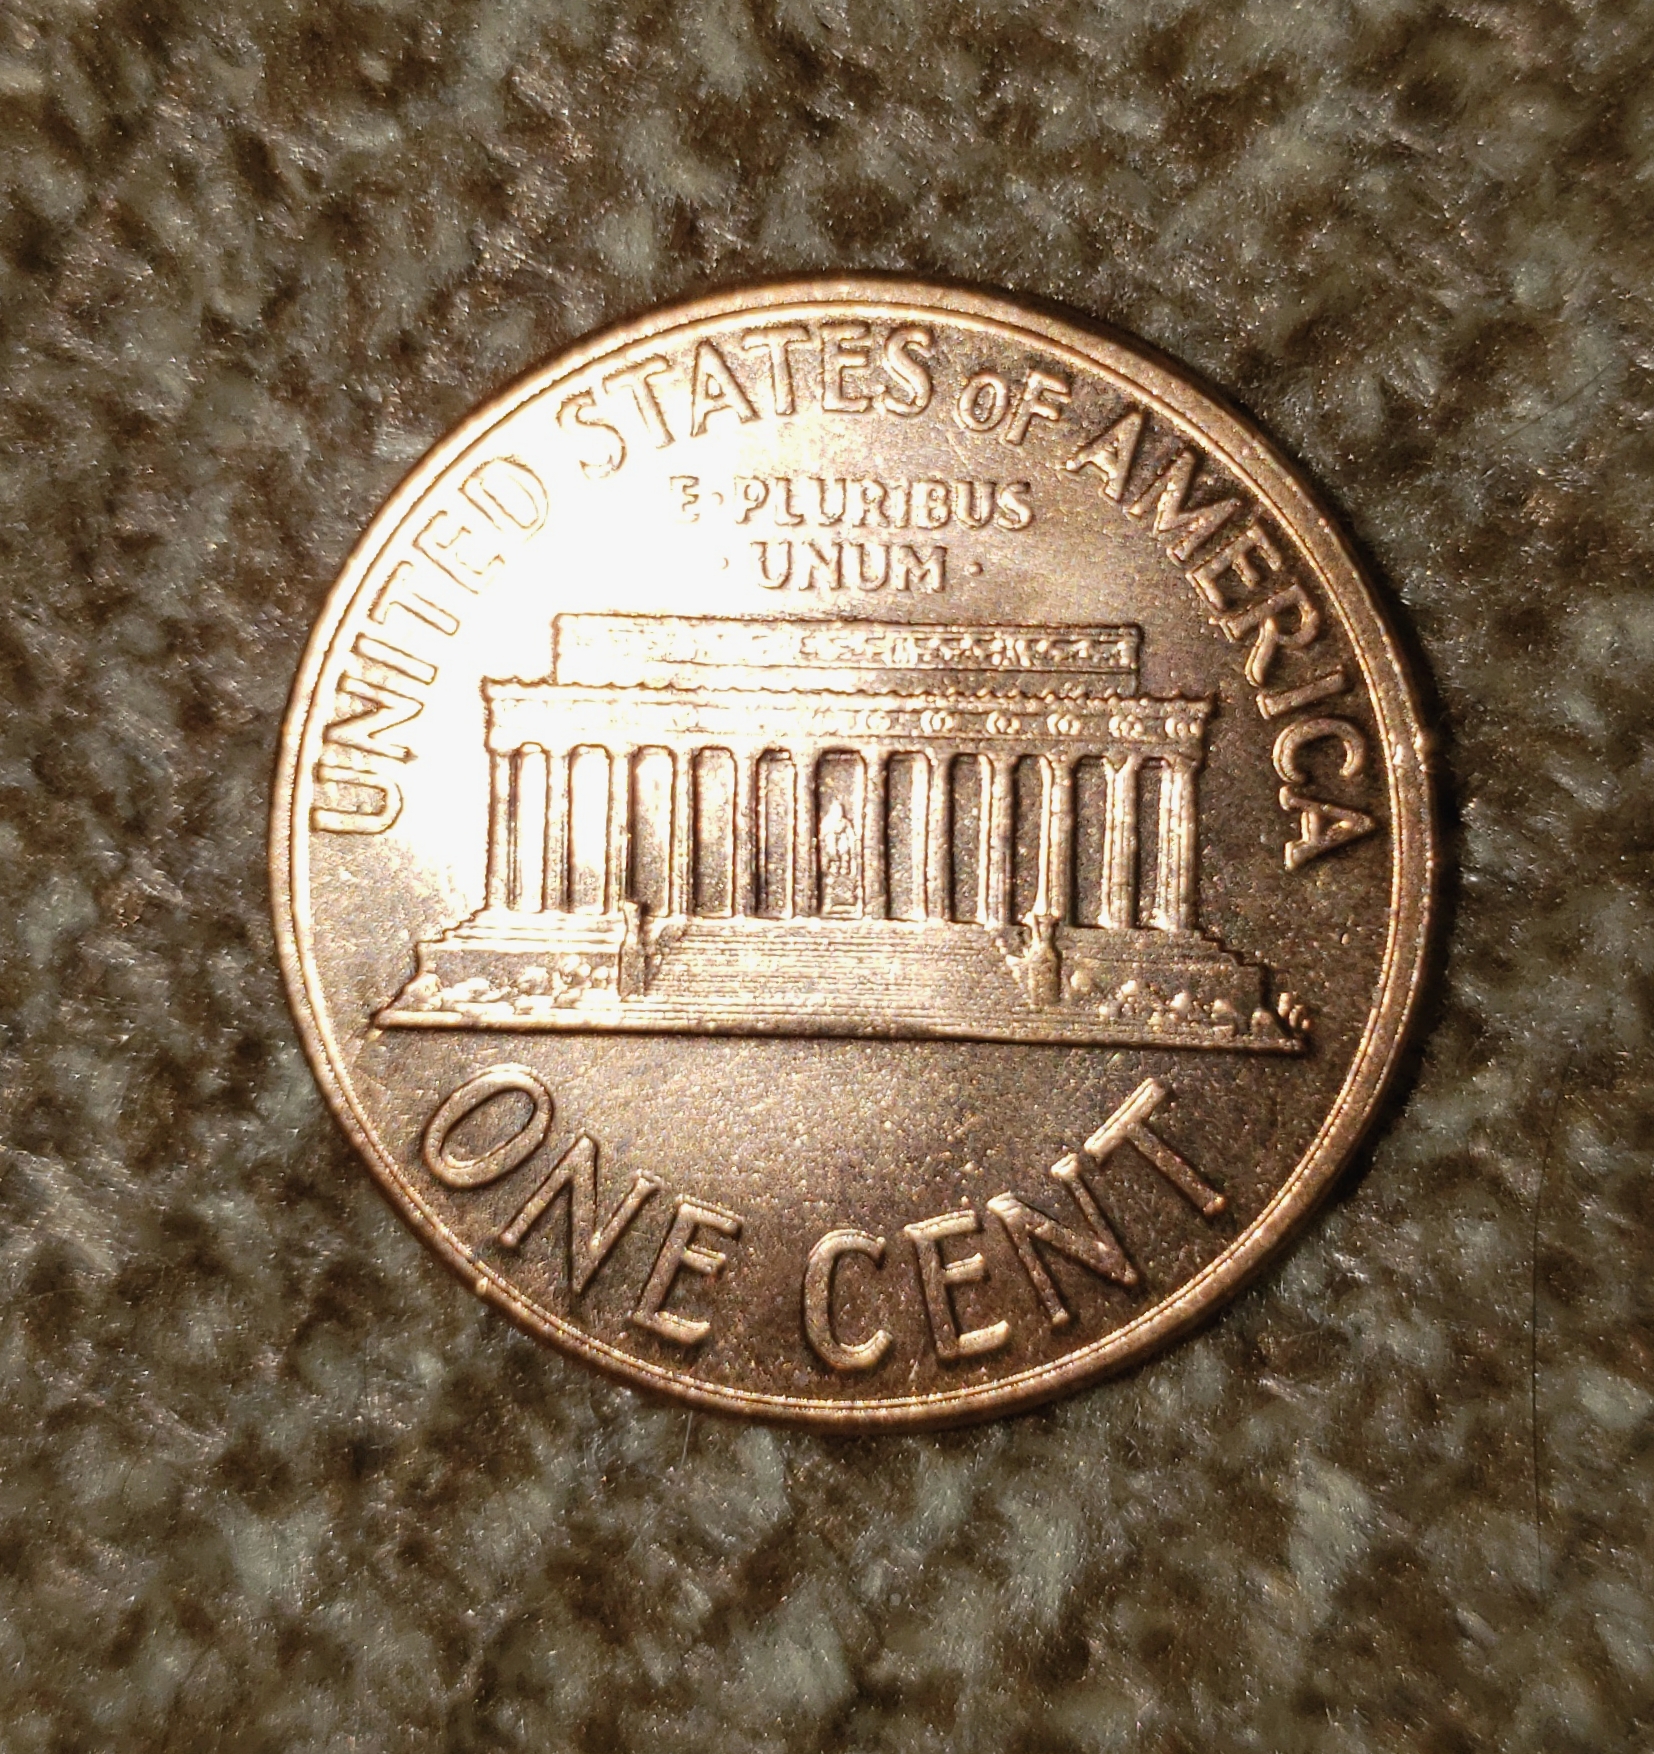 UNITED STATES OF AMERICA
E·PLURIBUS
·UNUM·
ONE CENT